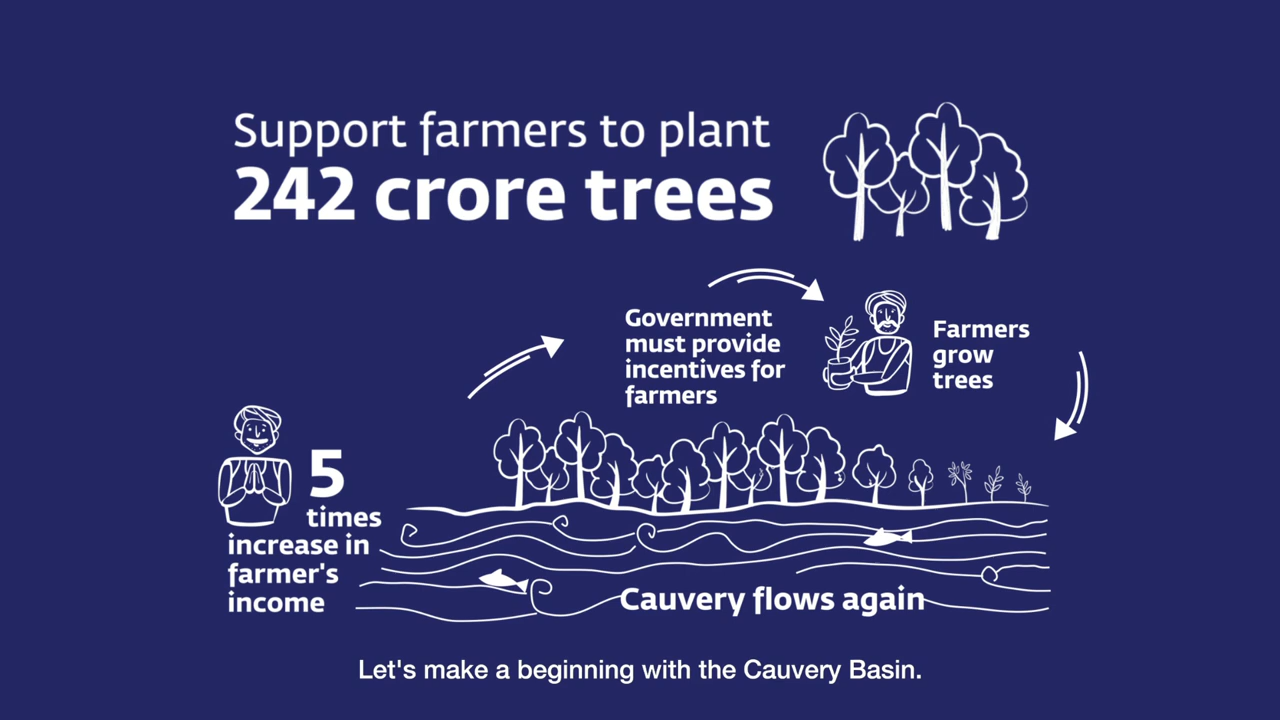 Support farmers to plant
242 crore trees
Government
must provide
incentives for
farmers
Farmers
grow
trees
5
times
increase in
farmer's
income
Cauvery flows again
Let's make a beginning with the Cauvery Basin.